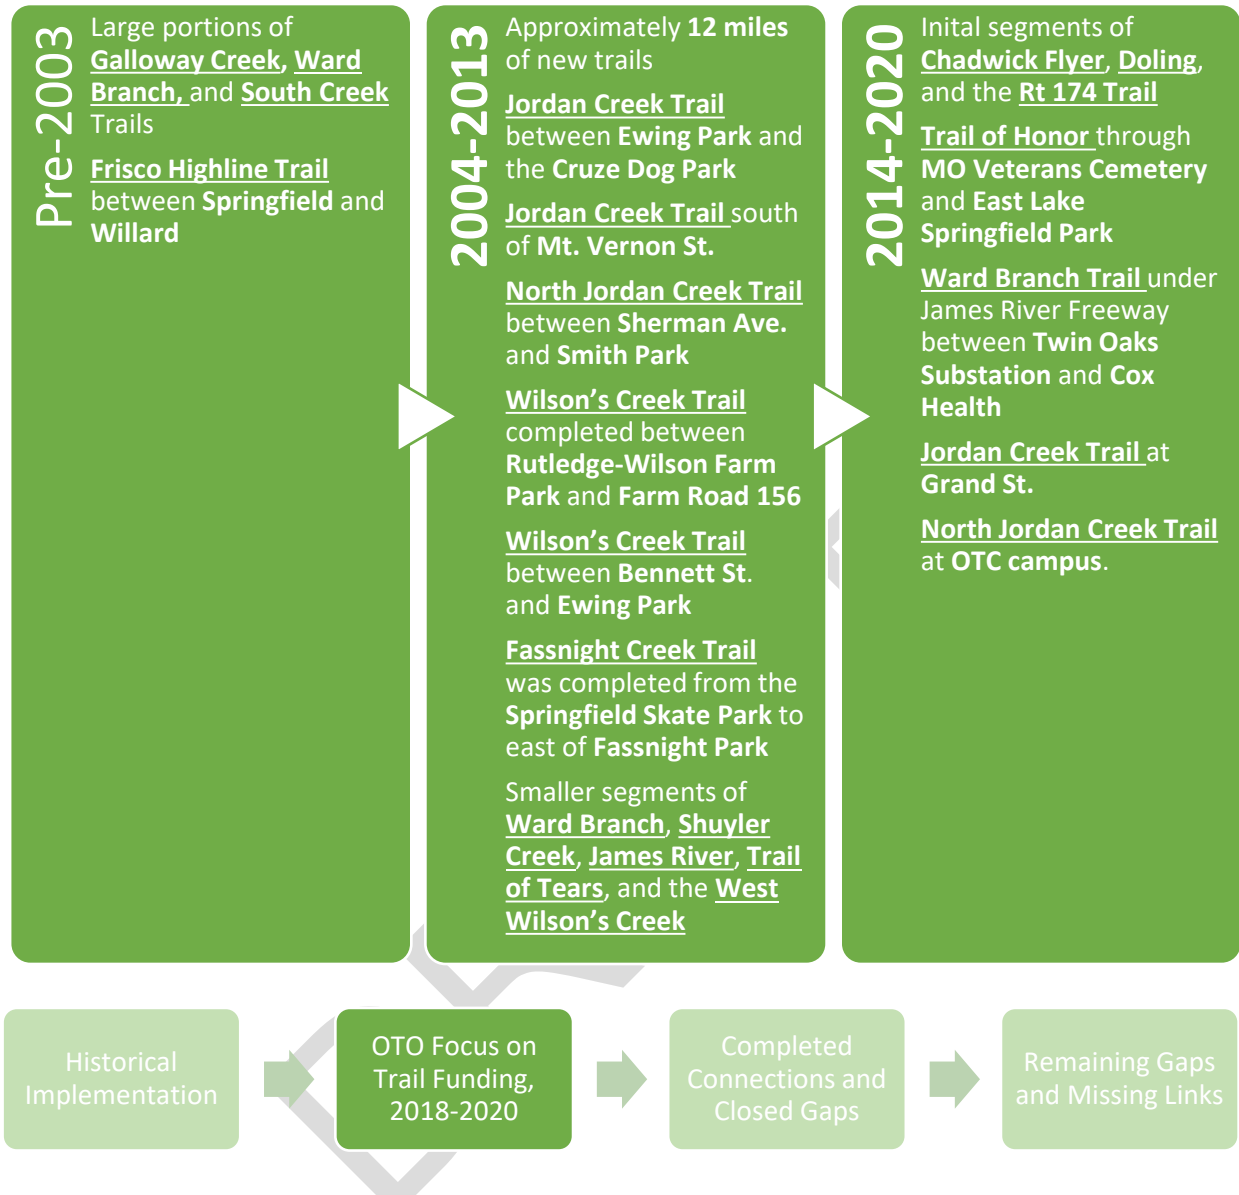 Pre-2003
Large portions of
Galloway Creek, Ward
Branch, and South Creek
Trails
Frisco Highline Trail
between Springfield and
Willard
2004-2013
Approximately 12 miles
of new trails
Jordan Creek Trail
between Ewing Park and
the Cruze Dog Park
Jordan Creek Trail south
of Mt. Vernon St.
North Jordan Creek Trail
between Sherman Ave.
and Smith Park
Wilson’s Creek Trail
completed between
Rutledge-Wilson Farm
Park and Farm Road 156
Wilson’s Creek Trail
between Bennett St.
and Ewing Park
Fassnight Creek Trail
was completed from the
Springfield Skate Park to
east of Fassnight Park
Smaller segments of
Ward Branch, Shuyler
Creek, James River, Trail
of Tears, and the West
Wilson’s Creek
2014-2020
Inital segments of
Chadwick Flyer, Doling,
and the Rt 174 Trail
Trail of Honor through
MO Veterans Cemetery
and East Lake
Springfield Park
Ward Branch Trail under
James River Freeway
between Twin Oaks
Substation and Cox
Health
Jordan Creek Trail at
Grand St.
North Jordan Creek Trail
at OTC campus.
Historical
Implementation
OTO Focus on
Trail Funding,
2018-2020
Completed
Connections and
Closed Gaps
Remaining Gaps
and Missing Links